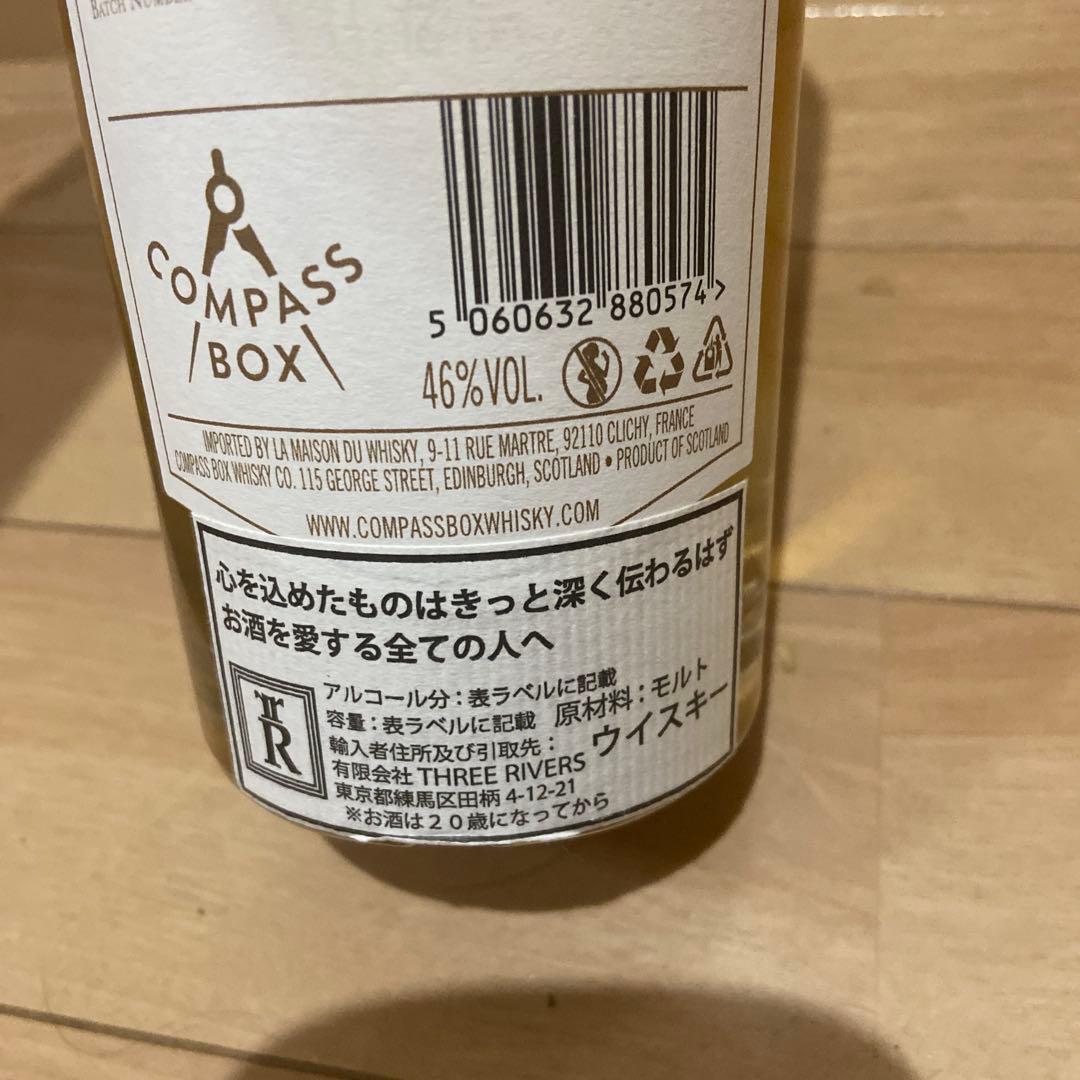 BATCH NUMBER
COMPASS
BOX
5 060632 880574 >
46%VOL.
IMPORTED BY LA MAISON DU WHISKY, 9-11 RUE MARTRE, 92110 CLICHY, FRANCE
COMPASS BOX WHISKY CO. 115 GEORGE STREET, EDINBURGH, SCOTLAND • PRODUCT OF SCOTLAND
WWW.COMPASSBOXWHISKY.COM
心を込めたものはきっと深く伝わるはず
お酒を愛する全ての人へ
アルコール分：表ラベルに記載
容量：表ラベルに記載 原材料：モルト
輸入者住所及び引取先： ウイスキー
有限会社 THREE RIVERS
東京都練馬区田柄 4-12-21
※お酒は２０歳になってから
rR